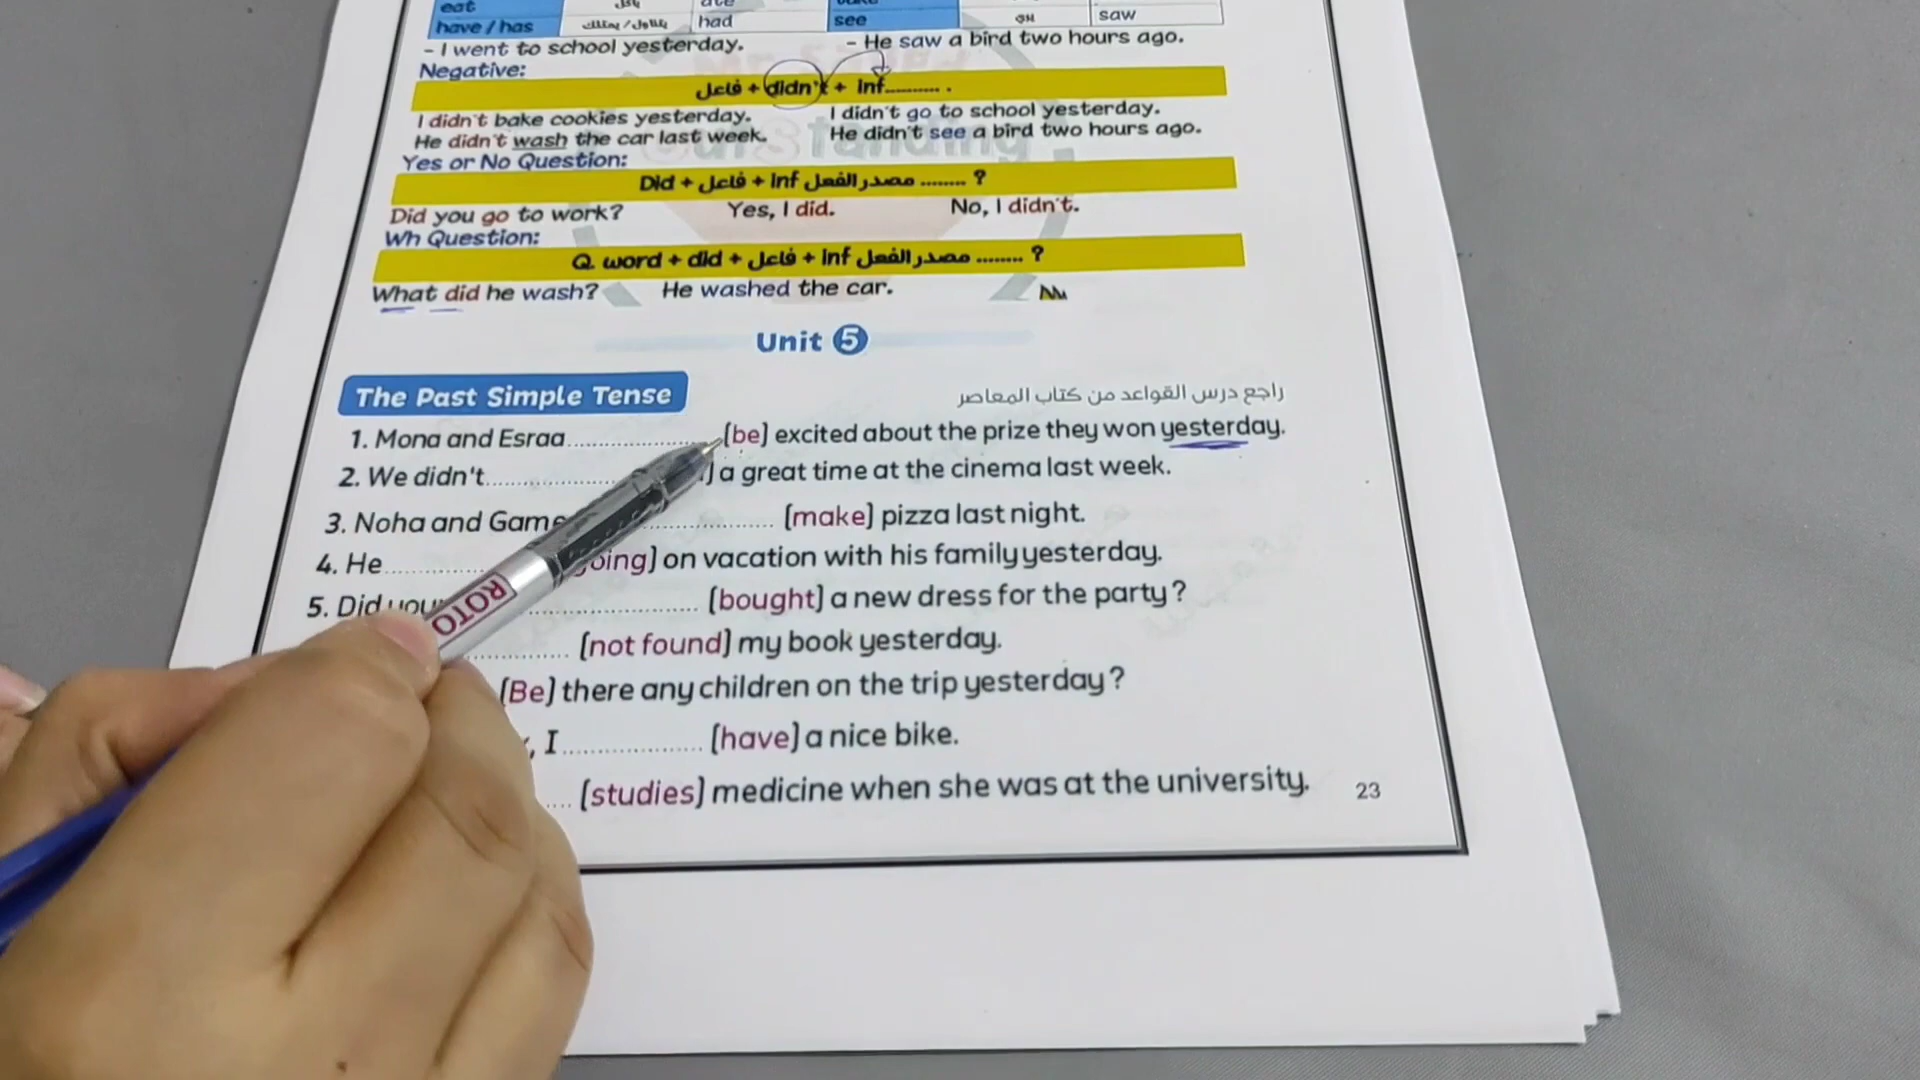 eat
have / has had see saw
- I went to school yesterday. - He saw a bird two hours ago.
Negative:
فاعل + didn't + inf.......... .
I didn't bake cookies yesterday. I didn't go to school yesterday.
He didn't wash the car last week. He didn't see a bird two hours ago.
Yes or No Question:
Did + فاعل + inf مصدر الفعل ........ ?
Did you go to work? Yes, I did. No, I didn't.
Wh Question:
Q. word + did + فاعل + inf مصدر الفعل ........ ?
What did he wash? He washed the car.
Unit 5
The Past Simple Tense راجع درس القواعد من كتاب المعاصر
1. Mona and Esraa........................ (be) excited about the prize they won yesterday.
2. We didn't...................... ) a great time at the cinema last week.
3. Noha and Game ...................... (make) pizza last night.
4. He............... going) on vacation with his family yesterday.
5. Did you ........................ (bought) a new dress for the party?
............... (not found) my book yesterday.
(Be) there any children on the trip yesterday?
, I...................... (have) a nice bike.
.... (studies) medicine when she was at the university.
23
ROTO